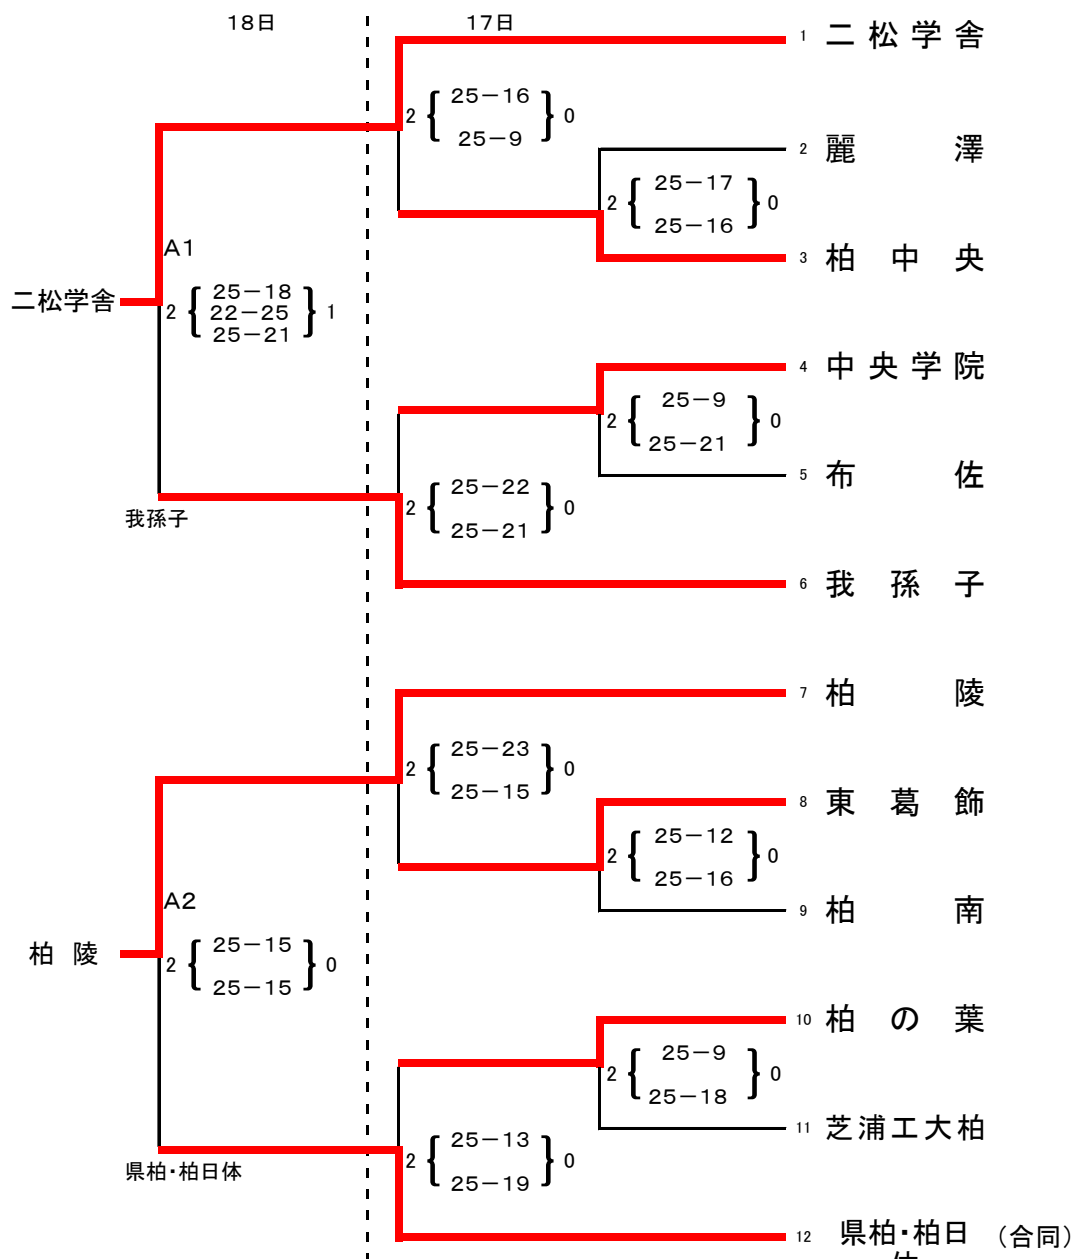 18日 17日
1 二松学舎
2 { 25－16 25－9 } 0
2 麗澤
2 { 25－17 25－16 } 0
3 柏中央
A1
二松学舎
2 { 25－18 22－25 25－21 } 1
4 中央学院
2 { 25－9 25－21 } 0
5 布佐
2 { 25－22 25－21 } 0
我孫子
6 我孫子
7 柏陵
2 { 25－23 25－15 } 0
8 東葛飾
2 { 25－12 25－16 } 0
9 柏南
A2
柏陵
2 { 25－15 25－15 } 0
10 柏の葉
2 { 25－9 25－18 } 0
11 芝浦工大柏
2 { 25－13 25－19 } 0
県柏・柏日体
12 県柏・柏日 （合同）